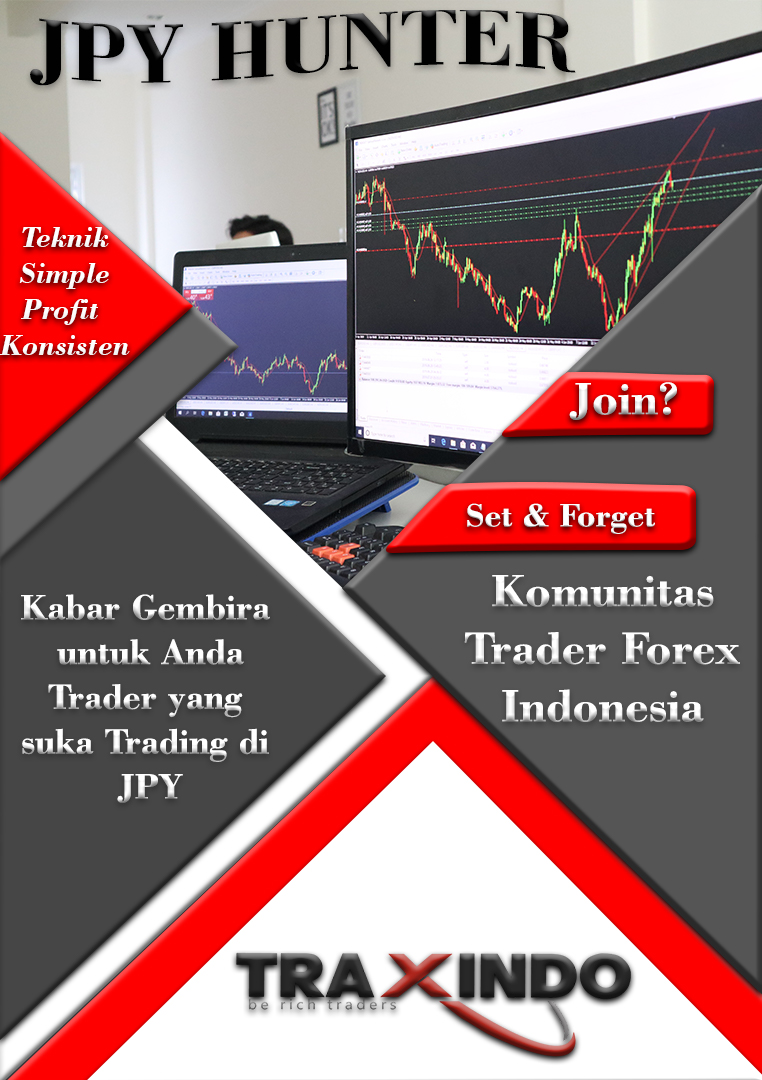 JPY HUNTER
Teknik
Simple
Profit
Konsisten
Join?
Set & Forget
Kabar Gembira
untuk Anda
Trader yang
suka Trading di
JPY
Komunitas
Trader Forex
Indonesia
TRAXINDO
be rich traders